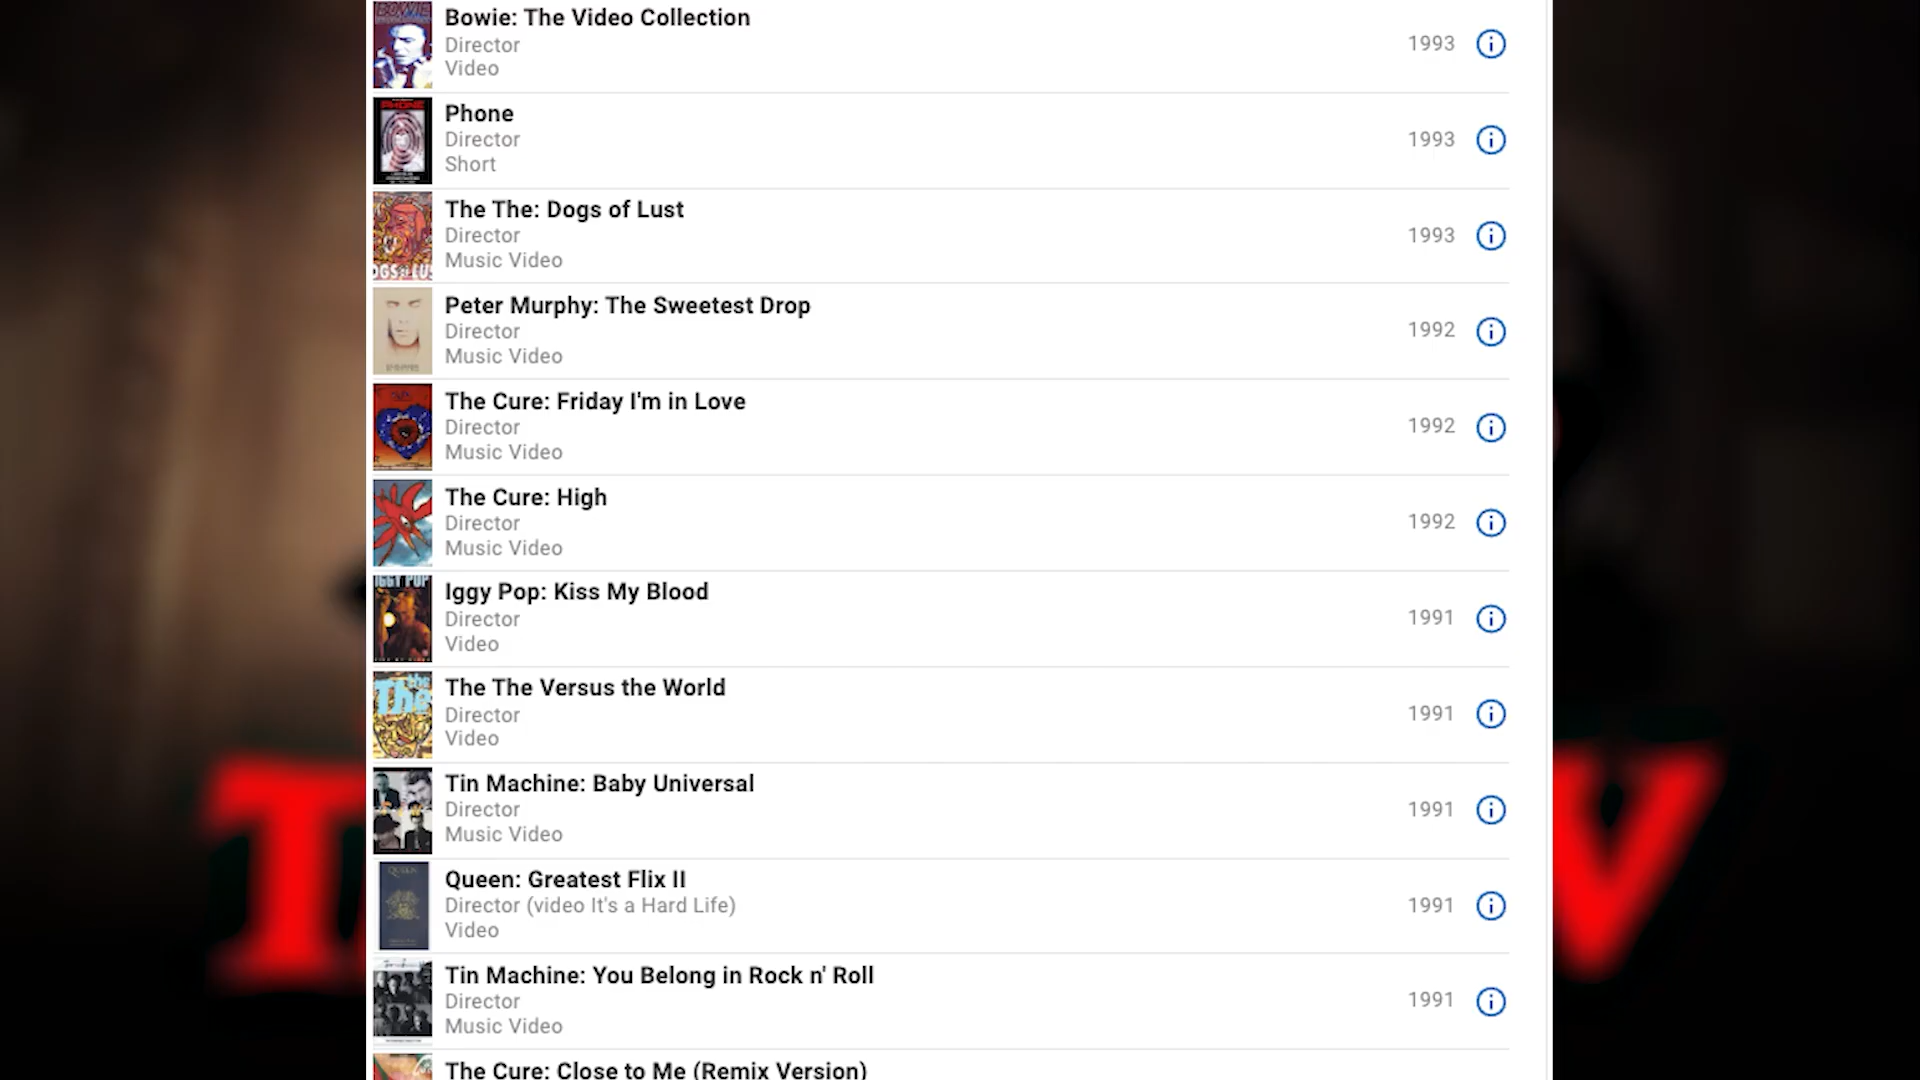 Bowie: The Video Collection
Director
Video
1993
Phone
Director
Short
1993
The The: Dogs of Lust
Director
Music Video
1993
Peter Murphy: The Sweetest Drop
Director
Music Video
1992
The Cure: Friday I'm in Love
Director
Music Video
1992
The Cure: High
Director
Music Video
1992
IGGY POP
Iggy Pop: Kiss My Blood
Director
Video
1991
The The Versus the World
Director
Video
1991
Tin Machine: Baby Universal
Director
Music Video
1991
QUEEN
Queen: Greatest Flix II
Director (video It's a Hard Life)
Video
1991
Tin Machine: You Belong in Rock n' Roll
Director
Music Video
1991
The Cure: Close to Me (Remix Version)